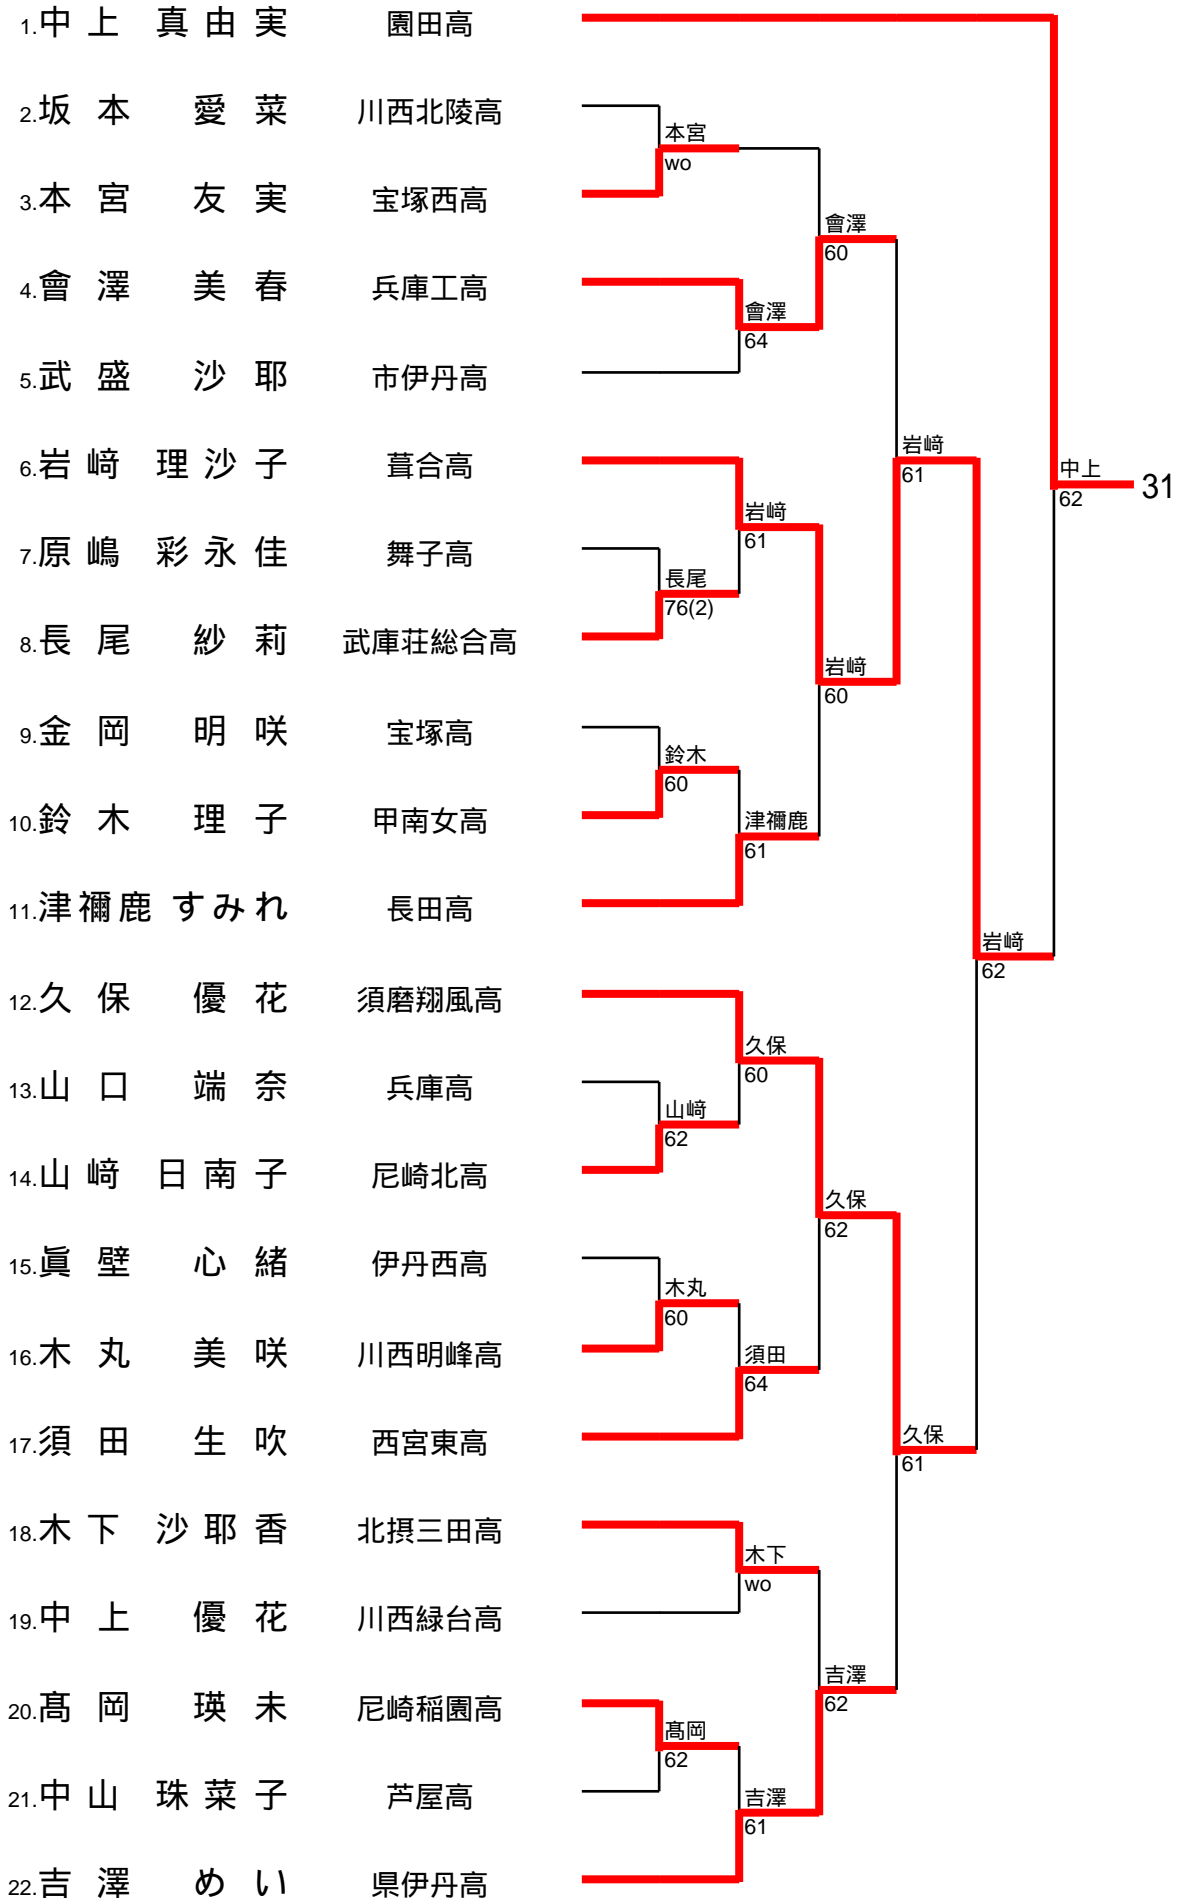 1.中上 真由実 園田高
2.坂本 愛菜 川西北陵高
本宮
wo
3.本宮 友実 宝塚西高
會澤
60
4.會澤 美春 兵庫工高
會澤
64
5.武盛 沙耶 市伊丹高
6.岩﨑 理沙子 葺合高
岩﨑
61
中上
62
31
岩﨑
61
7.原嶋 彩永佳 舞子高
長尾
76(2)
8.長尾 紗莉 武庫荘総合高
岩﨑
60
9.金岡 明咲 宝塚高
鈴木
60
10.鈴木 理子 甲南女高
津禰鹿
61
11.津禰鹿 すみれ 長田高
岩﨑
62
12.久保 優花 須磨翔風高
久保
60
13.山口 端奈 兵庫高
山﨑
62
14.山﨑 日南子 尼崎北高
久保
62
15.眞壁 心緒 伊丹西高
木丸
60
16.木丸 美咲 川西明峰高
須田
64
17.須田 生吹 西宮東高
久保
61
18.木下 沙耶香 北摂三田高
木下
wo
19.中上 優花 川西緑台高
吉澤
62
20.髙岡 瑛未 尼崎稲園高
髙岡
62
21.中山 珠菜子 芦屋高
吉澤
61
22.吉澤 めい 県伊丹高